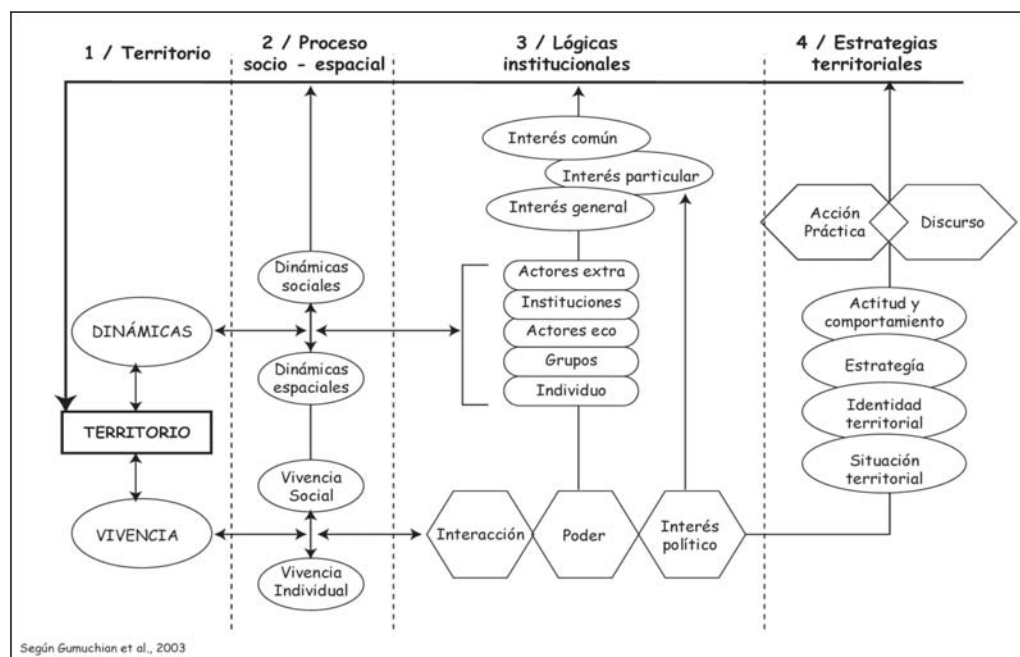 1 / Territorio
2 / Proceso
socio - espacial
3 / Lógicas
institucionales
4 / Estrategias
territoriales
DINÁMICAS
TERRITORIO
VIVENCIA
Dinámicas
sociales
Dinámicas
espaciales
Vivencia
Social
Vivencia
Individual
Interés común
Interés particular
Interés general
Actores extra
Instituciones
Actores eco
Grupos
Individuo
Interacción
Poder
Interés
político
Acción
Práctica
Discurso
Actitud y
comportamiento
Estrategía
Identidad
territorial
Situación
territorial
Según Gumuchian et al., 2003